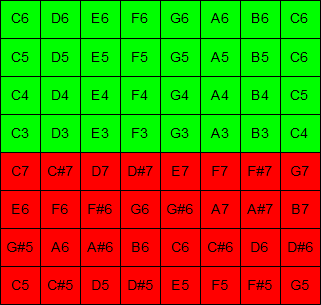 C6 D6 E6 F6 G6 A6 B6 C6
C5 D5 E5 F5 G5 A5 B5 C6
C4 D4 E4 F4 G4 A4 B4 C5
C3 D3 E3 F3 G3 A3 B3 C4
C7 C#7 D7 D#7 E7 F7 F#7 G7
E6 F6 F#6 G6 G#6 A7 A#7 B7
G#5 A6 A#6 B6 C6 C#6 D6 D#6
C5 C#5 D5 D#5 E5 F5 F#5 G5